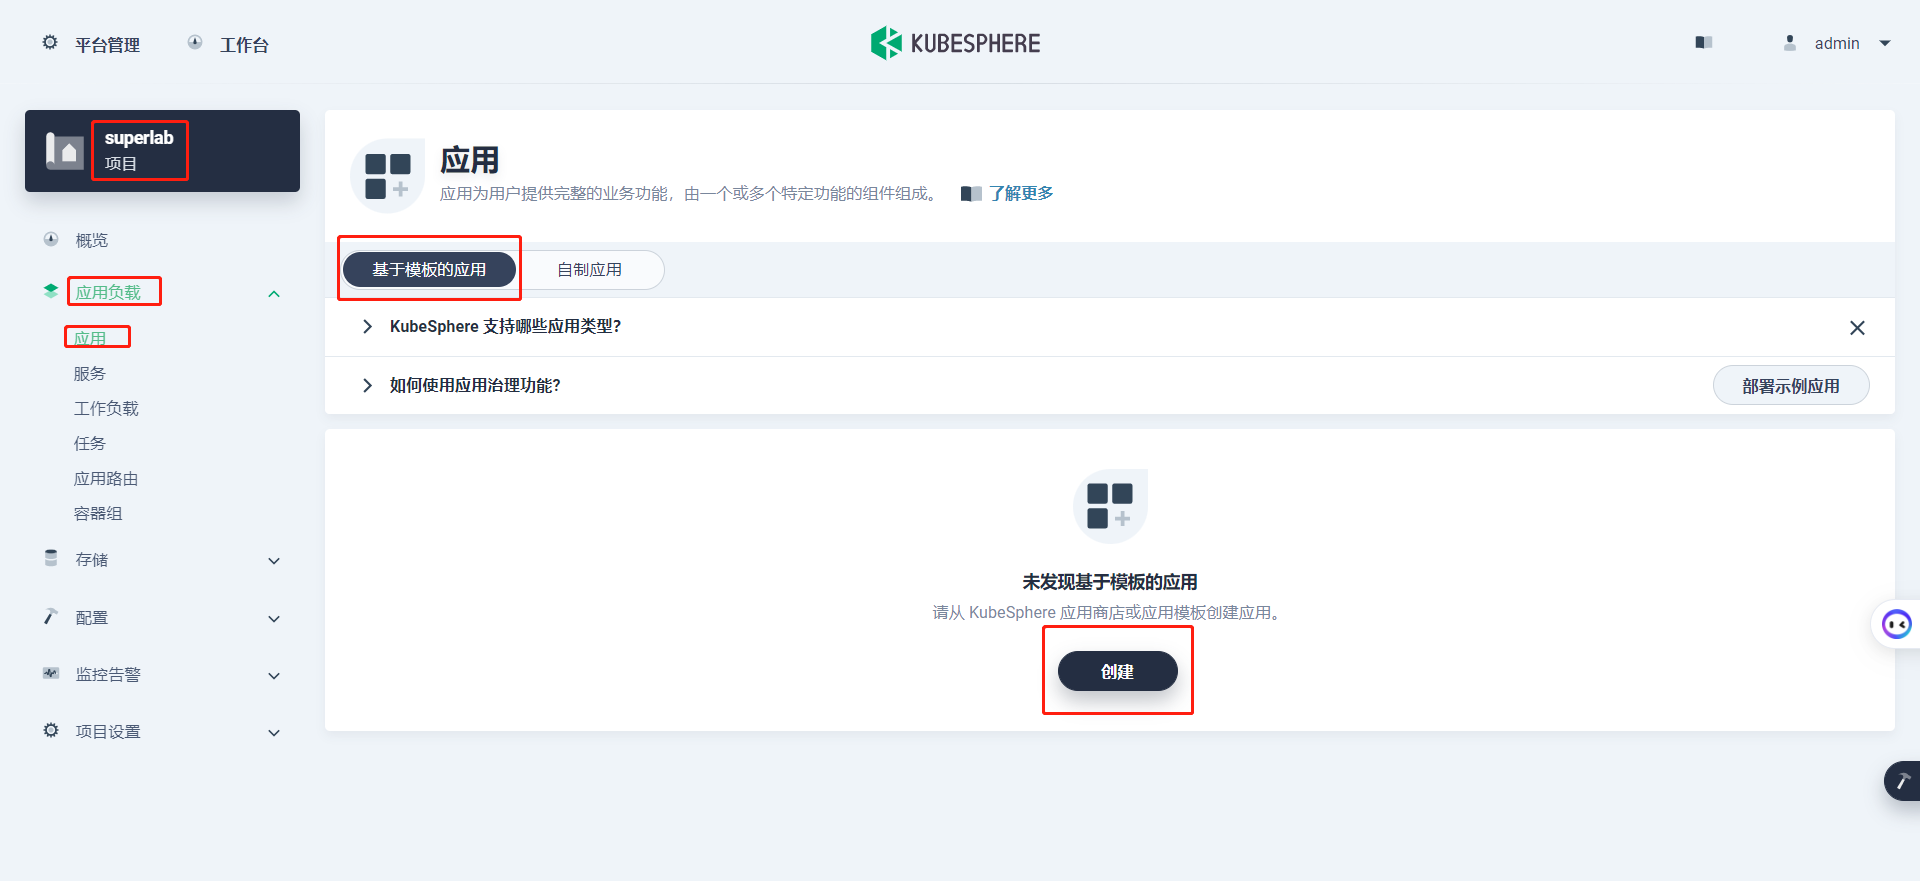 平台管理
工作台
KUBESPHERE
admin
superlab
项目
概览
应用负载
应用
服务
工作负载
任务
应用路由
容器组
存储
配置
监控告警
项目设置
应用
应用为用户提供完整的业务功能，由一个或多个特定功能的组件组成。
了解更多
基于模板的应用
自制应用
KubeSphere 支持哪些应用类型？
如何使用应用治理功能？
部署示例应用
未发现基于模板的应用
请从 KubeSphere 应用商店或应用模板创建应用。
创建